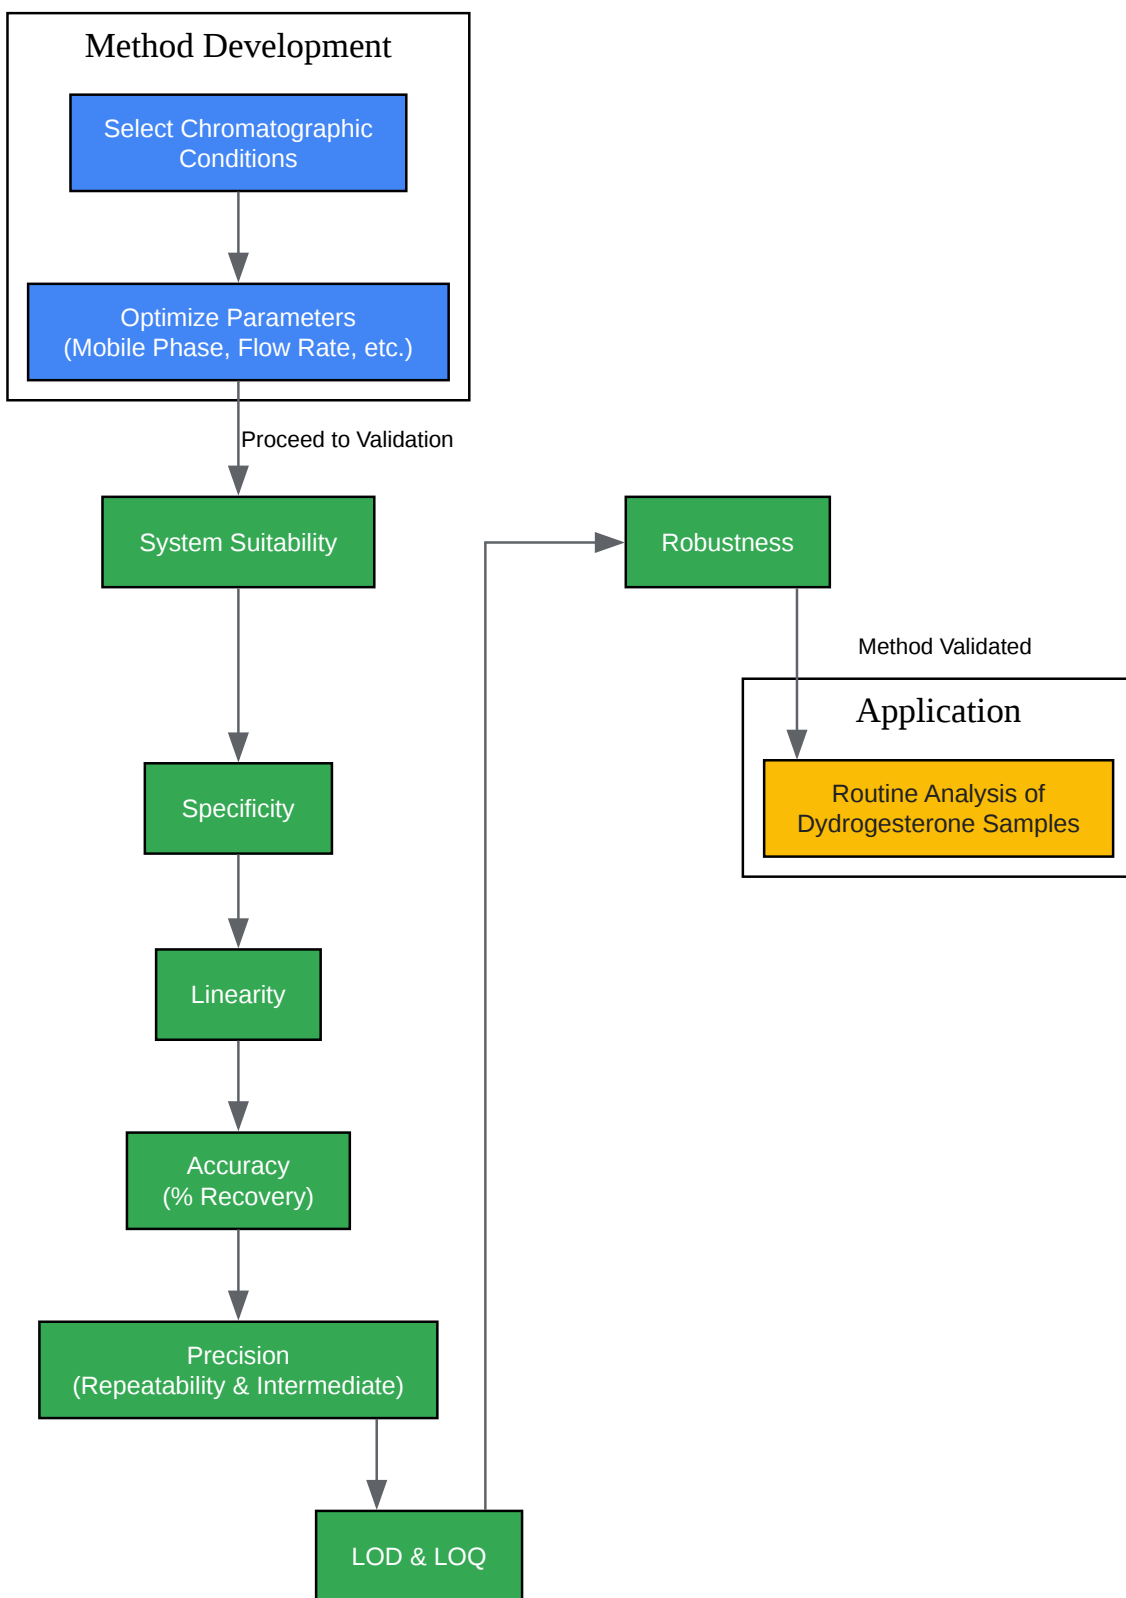 Method Development
Select Chromatographic
Conditions
Optimize Parameters
(Mobile Phase, Flow Rate, etc.)
Proceed to Validation
System Suitability
Specificity
Linearity
Accuracy
(% Recovery)
Precision
(Repeatability & Intermediate)
LOD & LOQ
Robustness
Method Validated
Application
Routine Analysis of
Dydrogesterone Samples